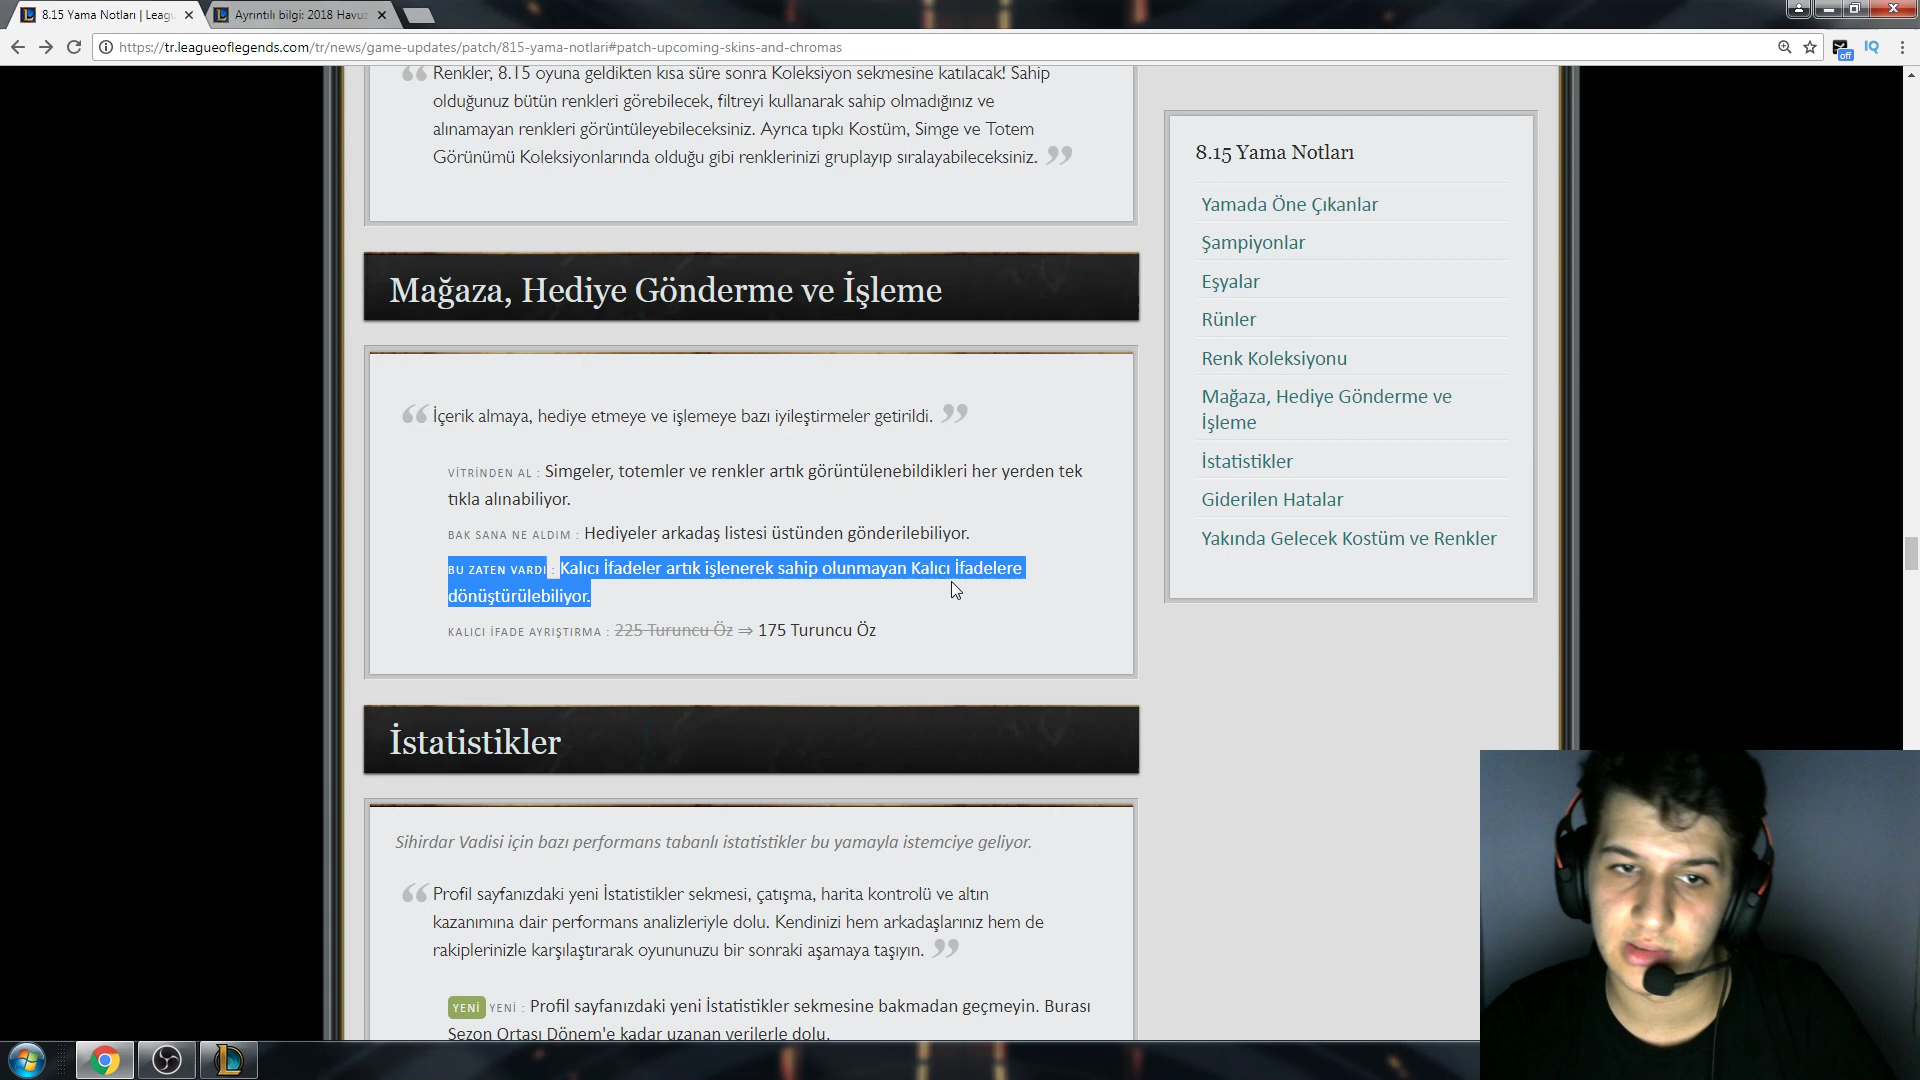 8.15 Yama Notları | Leag
Ayrıntılı bilgi: 2018 Havuz
https://tr.leagueoflegends.com/tr/news/game-updates/patch/815-yama-notlari#patch-upcoming-skins-and-chromas
off
IQ
Renkler, 8.15 oyuna geldikten kısa süre sonra Koleksiyon sekmesine katılacak! Sahip
olduğunuz bütün renkleri görebilecek, filtreyi kullanarak sahip olmadığınız ve
alınamayan renkleri görüntüleyebileceksiniz. Ayrıca tıpkı Kostüm, Simge ve Totem
Görünümü Koleksiyonlarında olduğu gibi renklerinizi gruplayıp sıralayabileceksiniz.
Mağaza, Hediye Gönderme ve İşleme
İçerik almaya, hediye etmeye ve işlemeye bazı iyileştirmeler getirildi.
VİTRİNDEN AL : Simgeler, totemler ve renkler artık görüntülenebildikleri her yerden tek
tıkla alınabiliyor.
BAK SANA NE ALDIM : Hediyeler arkadaş listesi üstünden gönderilebiliyor.
BU ZATEN VARDI : Kalıcı İfadeler artık işlenerek sahip olunmayan Kalıcı İfadelere
dönüştürülebiliyor.
KALICI İFADE AYRIŞTIRMA : 225 Turuncu Öz ⇒ 175 Turuncu Öz
İstatistikler
Sihirdar Vadisi için bazı performans tabanlı istatistikler bu yamayla istemciye geliyor.
Profil sayfanızdaki yeni İstatistikler sekmesi, çatışma, harita kontrolü ve altın
kazanımına dair performans analizleriyle dolu. Kendinizi hem arkadaşlarınız hem de
rakiplerinizle karşılaştırarak oyununuzu bir sonraki aşamaya taşıyın.
YENİ YENİ : Profil sayfanızdaki yeni İstatistikler sekmesine bakmadan geçmeyin. Burası
Sezon Ortası Dönem'e kadar uzanan verilerle dolu.
8.15 Yama Notları
Yamada Öne Çıkanlar
Şampiyonlar
Eşyalar
Rünler
Renk Koleksiyonu
Mağaza, Hediye Gönderme ve
İşleme
İstatistikler
Giderilen Hatalar
Yakında Gelecek Kostüm ve Renkler